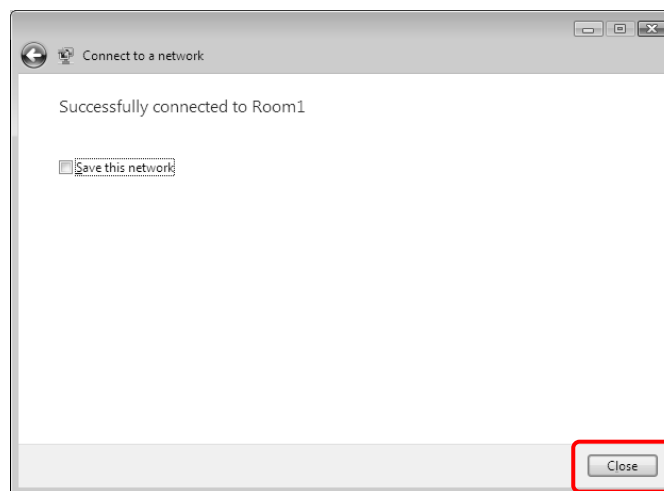 Connect to a network
Successfully connected to Room1
Save this network
Close